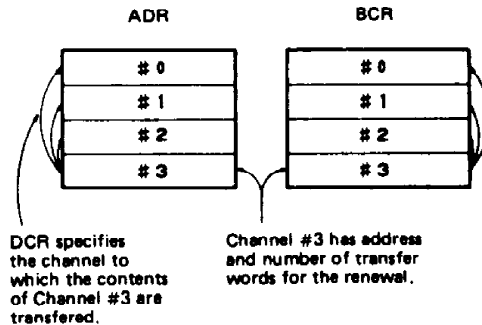 ADR
BCR
# 0
# 1
# 2
# 3
# 0
# 1
# 2
# 3
DCR specifies
the channel to
which the contents
of Channel #3 are
transfered.
Channel #3 has address
and number of transfer
words for the renewal.